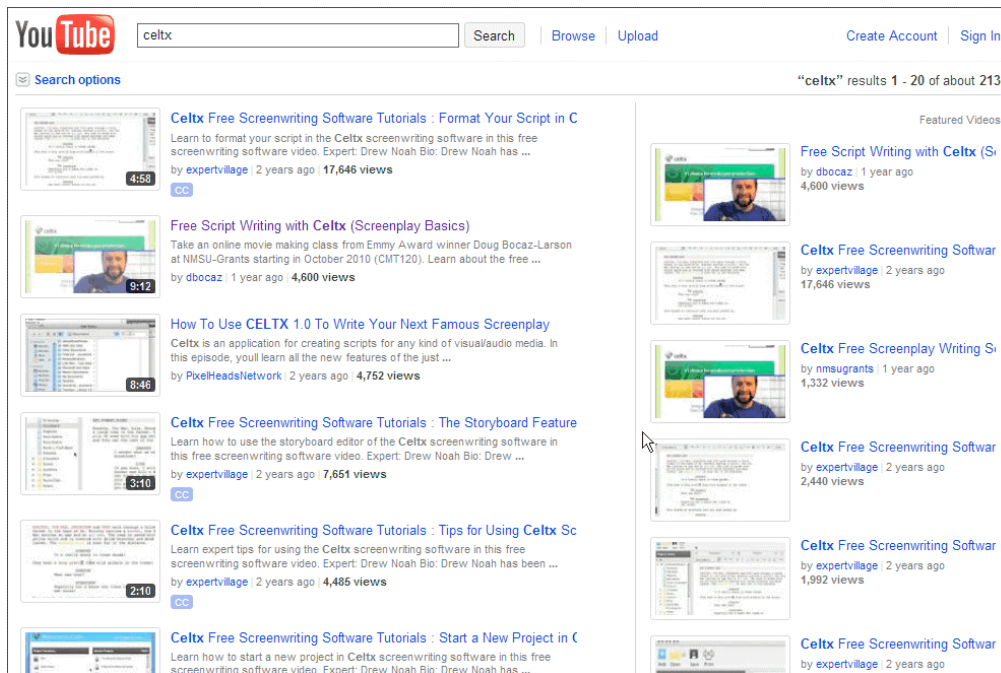 You Tube
celtx
Search
Browse
Upload
Create Account
Sign In
Search options
“celtx” results 1 - 20 of about 213
Celtx Free Screenwriting Software Tutorials : Format Your Script in C
Learn to format your script in the Celtx screenwriting software in this free
screenwriting software video. Expert: Drew Noah Bio: Drew Noah has ...
by expertvillage | 2 years ago | 17,646 views
4:58
CC
Free Script Writing with Celtx (Screenplay Basics)
Take an online movie making class from Emmy Award winner Doug Bocaz-Larson
at NMSU-Grants starting in October 2010 (CMT120). Learn about the free ...
by dbocaz | 1 year ago | 4,600 views
9:12
How To Use CELTX 1.0 To Write Your Next Famous Screenplay
Celtx is an application for creating scripts for any kind of visual/audio media. In
this episode, youll learn all the new features of the just ...
by PixelHeadsNetwork | 2 years ago | 4,752 views
8:46
Celtx Free Screenwriting Software Tutorials : The Storyboard Feature
Learn how to use the storyboard editor of the Celtx screenwriting software in
this free screenwriting software video. Expert: Drew Noah Bio: Drew ...
by expertvillage | 2 years ago | 7,651 views
3:10
CC
Celtx Free Screenwriting Software Tutorials : Tips for Using Celtx Sc
Learn expert tips for using the Celtx screenwriting software in this free
screenwriting software video. Expert: Drew Noah Bio: Drew Noah has been ...
by expertvillage | 2 years ago | 4,485 views
2:10
CC
Celtx Free Screenwriting Software Tutorials : Start a New Project in C
Learn how to start a new project in Celtx screenwriting software in this free
screenwriting software video. Expert: Drew Noah Bio: Drew Noah has ...
Featured Videos
Free Script Writing with Celtx (S
by dbocaz | 1 year ago
4,600 views
Celtx Free Screenwriting Softwar
by expertvillage | 2 years ago
17,646 views
Celtx Free Screenplay Writing S
by nmsugrants | 1 year ago
1,332 views
Celtx Free Screenwriting Softwar
by expertvillage | 2 years ago
2,440 views
Celtx Free Screenwriting Softwar
by expertvillage | 2 years ago
1,992 views
Celtx Free Screenwriting Softwar
by expertvillage | 2 years ago